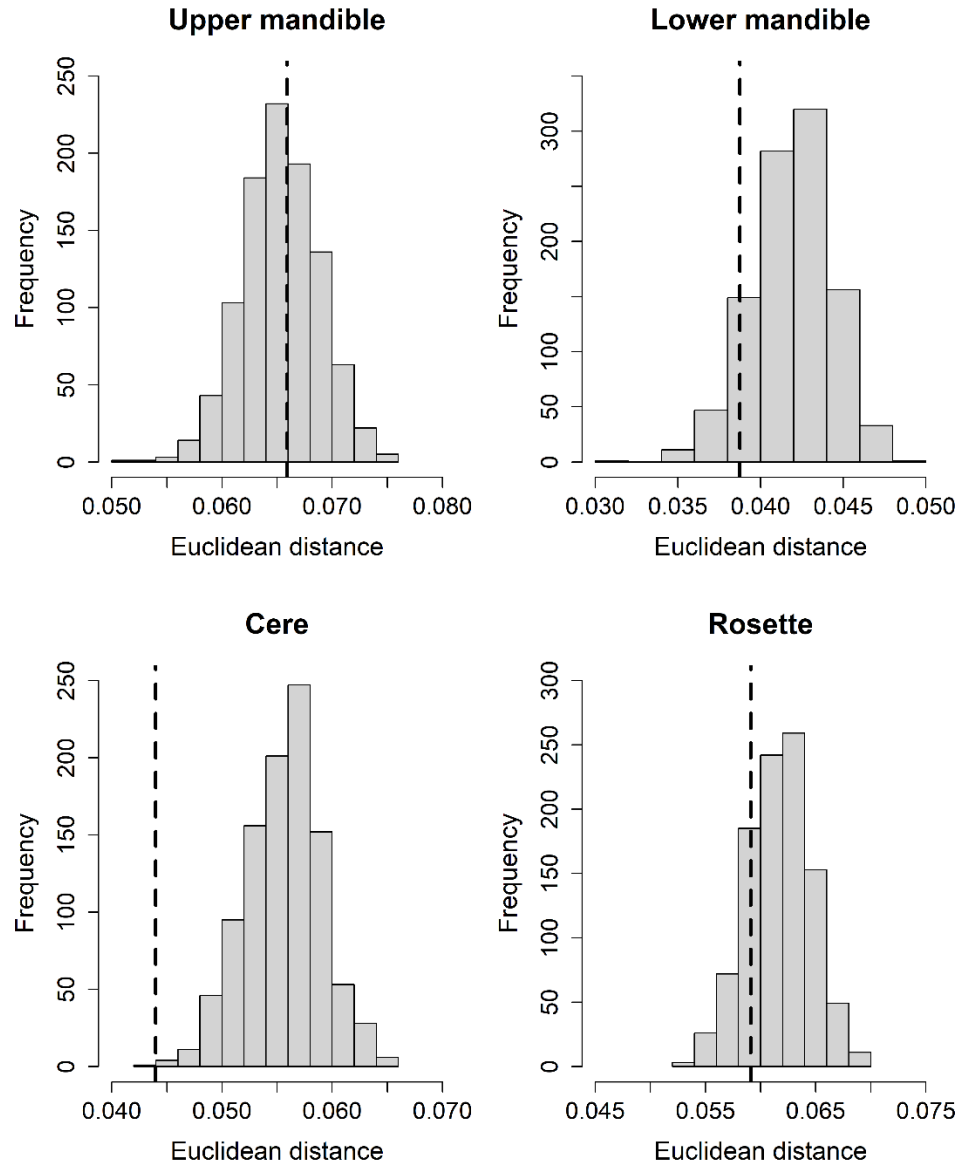 Upper mandible
Frequency
0 50 100 150 200 250
0.050 0.060 0.070 0.080
Euclidean distance
Lower mandible
Frequency
0 50 100 200 300
0.030 0.035 0.040 0.045 0.050
Euclidean distance
Cere
Frequency
0 50 100 150 200 250
0.040 0.050 0.060 0.070
Euclidean distance
Rosette
Frequency
0 50 100 150 200 250 300
0.045 0.055 0.065 0.075
Euclidean distance